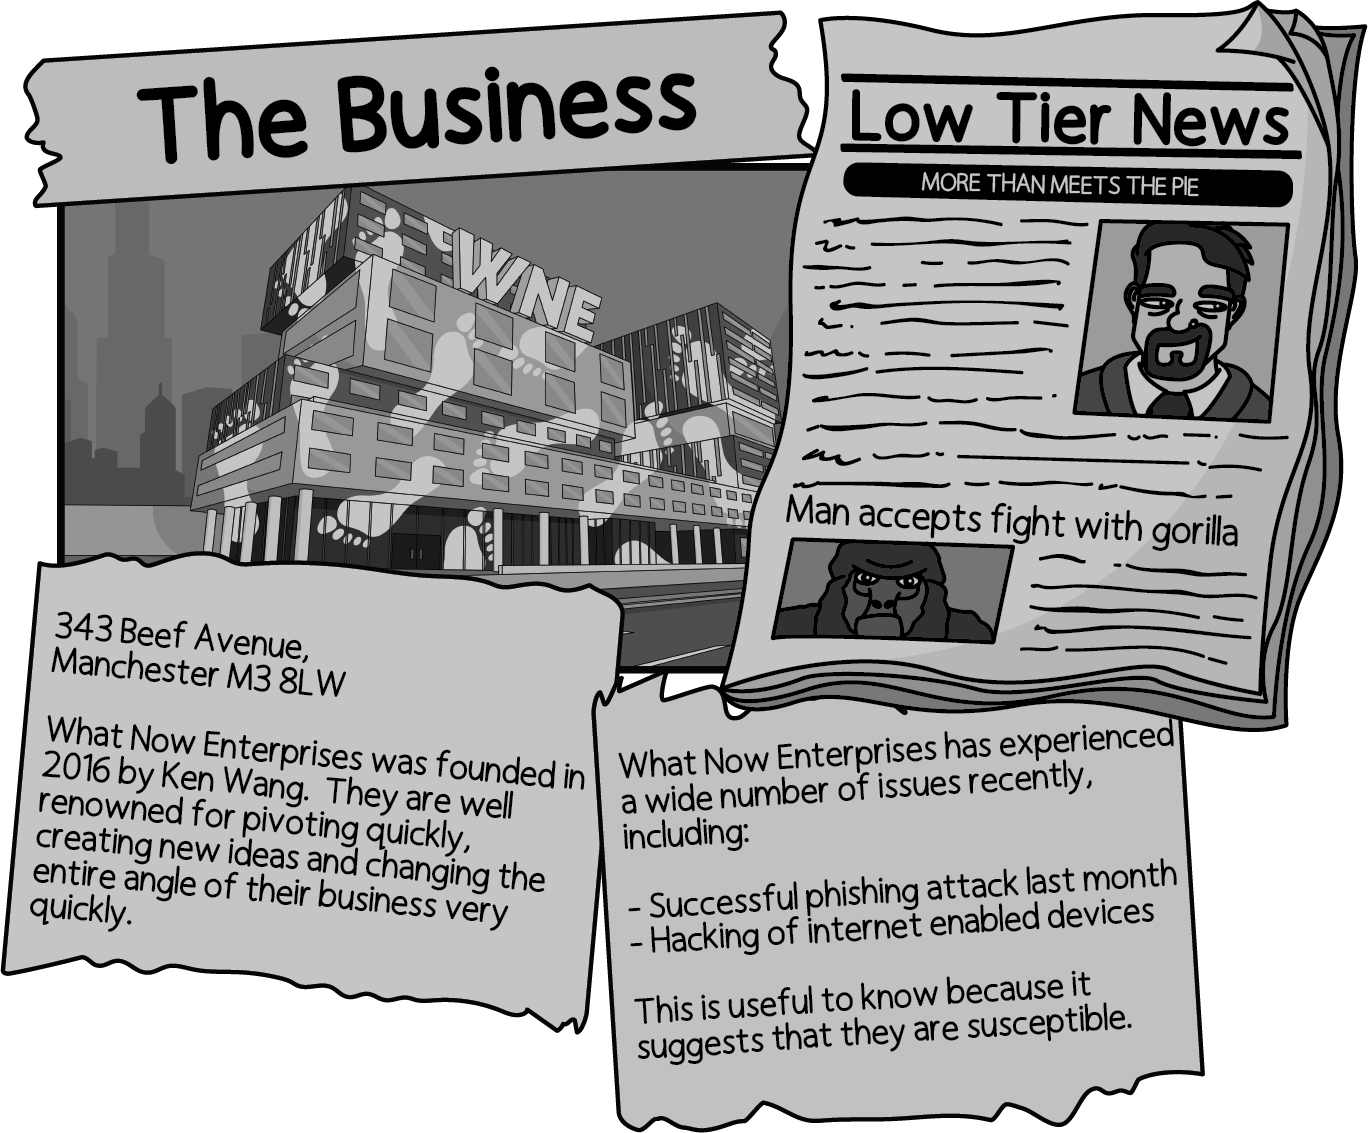 The Business
WNE
Low Tier News
MORE THAN MEETS THE PIE
Man accepts fight with gorilla
343 Beef Avenue,
Manchester M3 8LW
What Now Enterprises was founded in
2016 by Ken Wang. They are well
renowned for pivoting quickly,
creating new ideas and changing the
entire angle of their business very
quickly.
What Now Enterprises has experienced
a wide number of issues recently,
including:
- Successful phishing attack last month
- Hacking of internet enabled devices
This is useful to know because it
suggests that they are susceptible.